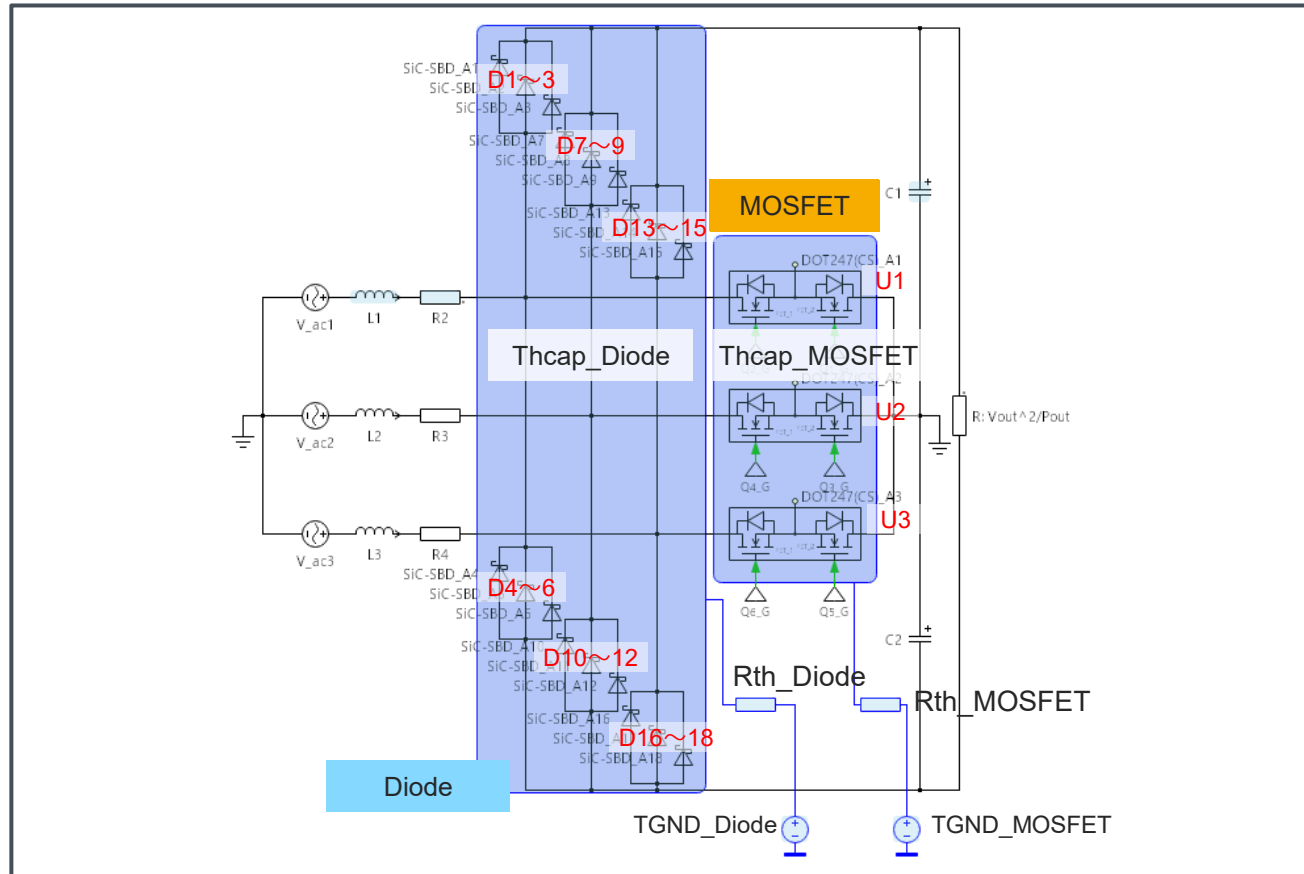 SiC-SBD_A1
D1～3
SiC-SBD_A3
SiC-SBD_A7
D7～9
SiC-SBD_A9
SiC-SBD_A13
D13～15
SiC-SBD_A15
MOSFET
C1
DOT247(CS)_A1
U1
V_ac1
L1
R2
Thcap_Diode
Thcap_MOSFET
DOT247(CS)_A2
U2
V_ac2
L2
R3
Q4_G
Q3_G
R: Vout^2/Pout
DOT247(CS)_A3
U3
V_ac3
L3
R4
Q6_G
Q5_G
SiC-SBD_A4
D4～6
SiC-SBD_A6
SiC-SBD_A10
D10～12
SiC-SBD_A12
SiC-SBD_A16
D16～18
SiC-SBD_A18
C2
Rth_Diode
Rth_MOSFET
Diode
TGND_Diode
TGND_MOSFET